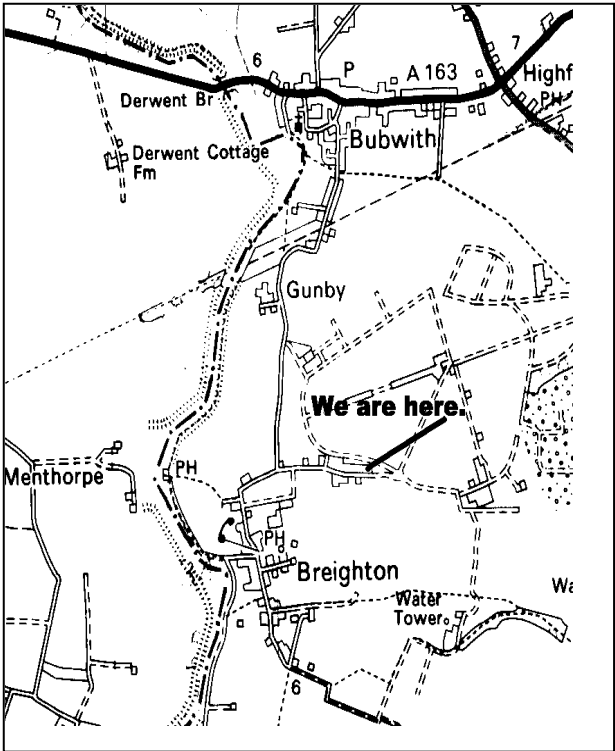 7
6
P
A 163
Highf
Derwent Br
PH
Bubwith
Derwent Cottage
Fm
Gunby
We are here.
PH
Menthorpe
PH
Breighton
Wa
Water
Tower
6